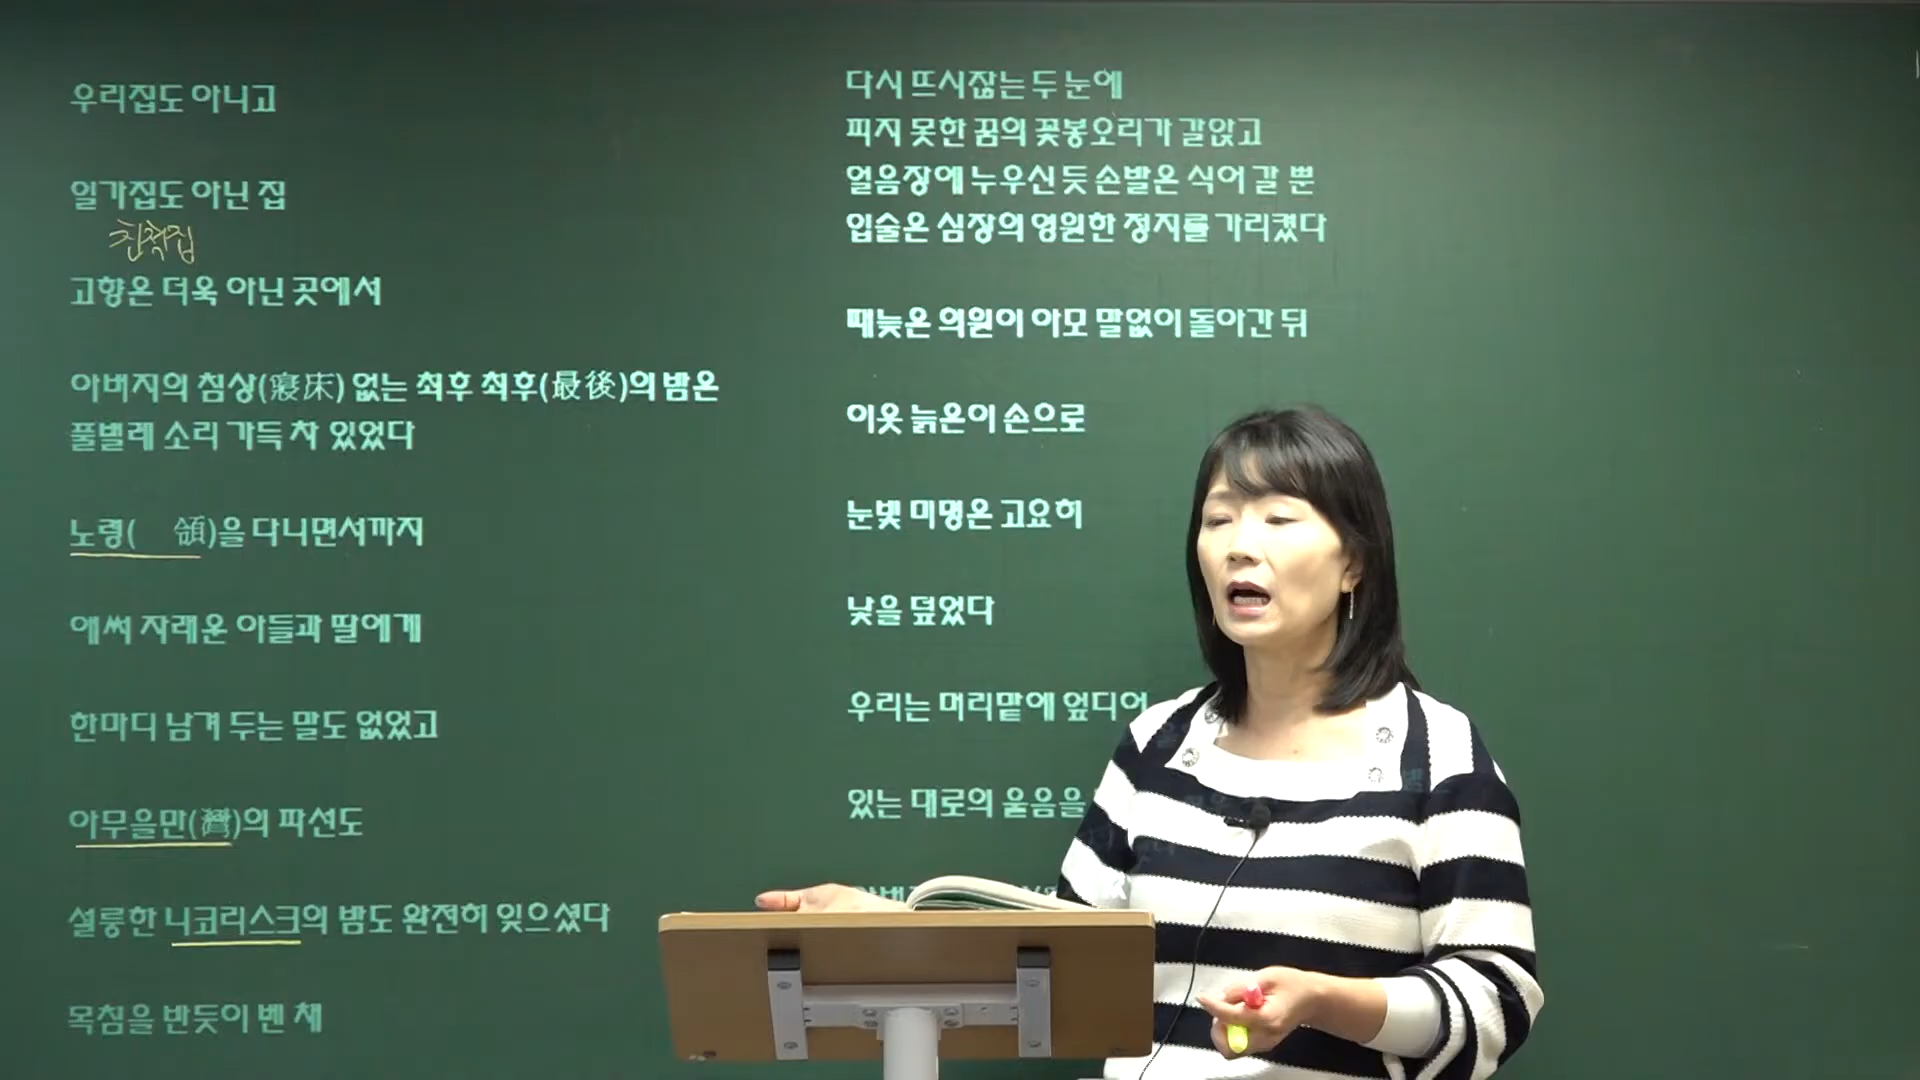 우리집도 아니고
일가집도 아닌 집
친척집
고향은 더욱 아닌 곳에서
아버지의 침상(寢床) 없는 최후 최후(最後)의 밤은
풀벌레 소리 가득 차 있었다
노령( 領)을 다니면서까지
애써 자래운 아들과 딸에게
한마디 남겨 두는 말도 없었고
아무을만(灣)의 파선도
설룽한 니코리스크의 밤도 완전히 잊으셨다
목침을 반듯이 벤 채
다시 뜨시잖는 두 눈에
피지 못한 꿈의 꽃봉오리가 갈앉고
얼음장에 누우신 듯 손발은 식어 갈 뿐
입술은 심장의 영원한 정지를 가리켰다
때늦은 의원이 아모 말없이 돌아간 뒤
이웃 늙은이 손으로
눈빛 미명은 고요히
낯을 덮었다
우리는 머리맡에 엎디어
있는 대로의 울음을